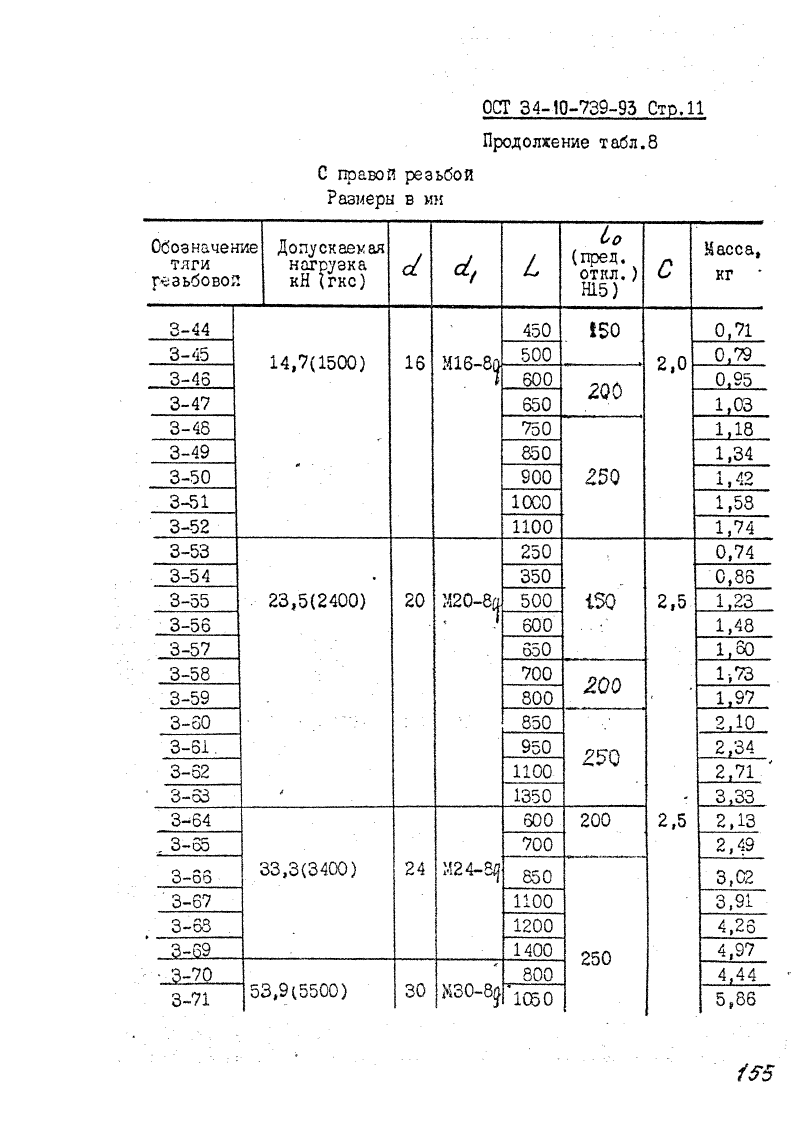 ОСТ 34-10-739-93 Стр.11
Продолжение табл.8
С правой резьбой
Размеры в мм
Обозначение тяги резьбовой | Допускаемая нагрузка кН (гкс) | d | d₁ | L | l₀ (пред. откл.) H15) | C | Масса, кг
3-44 | 14,7(1500) | 16 | М16-8g | 450 | 150 | 2,0 | 0,71
3-45 | 500 | 0,79
3-46 | 600 | 200 | 0,95
3-47 | 650 | 1,03
3-48 | 750 | 250 | 1,18
3-49 | 850 | 1,34
3-50 | 900 | 1,42
3-51 | 1000 | 1,58
3-52 | 1100 | 1,74
3-53 | 23,5(2400) | 20 | М20-8g | 250 | 150 | 2,5 | 0,74
3-54 | 350 | 0,86
3-55 | 500 | 1,23
3-56 | 600 | 1,48
3-57 | 650 | 1,60
3-58 | 700 | 200 | 1,73
3-59 | 800 | 1,97
3-60 | 850 | 250 | 2,10
3-61 | 950 | 2,34
3-62 | 1100 | 2,71
3-63 | 1350 | 3,33
3-64 | 33,3(3400) | 24 | М24-8g | 600 | 200 | 2,5 | 2,13
3-65 | 700 | 2,49
3-66 | 850 | 250 | 3,02
3-67 | 1100 | 3,91
3-68 | 1200 | 4,26
3-69 | 1400 | 4,97
3-70 | 53,9(5500) | 30 | М30-8g | 800 | 4,44
3-71 | 1050 | 5,86
155